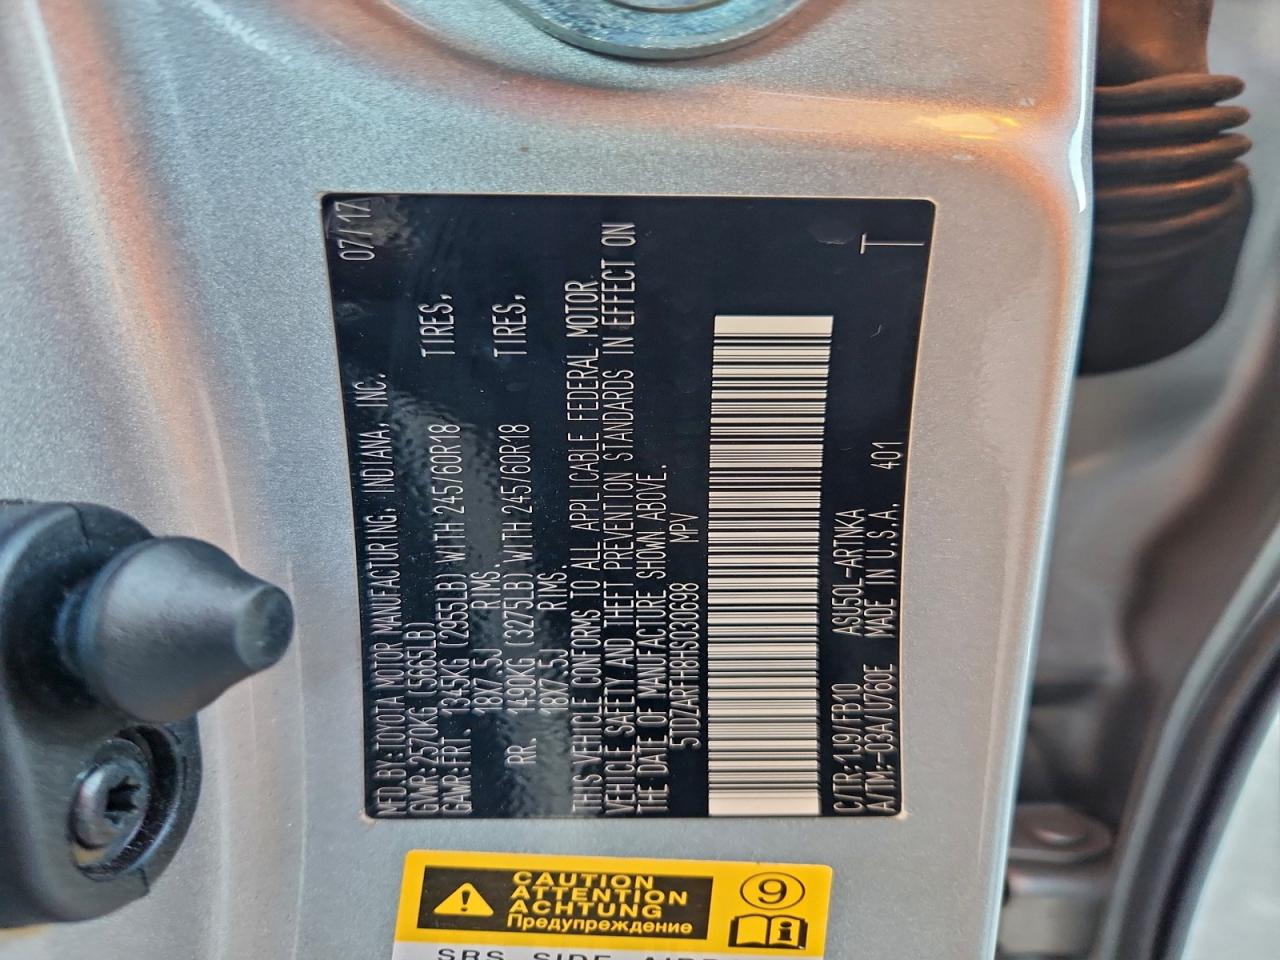 MFD.BY:TOYOTA MOTOR MANUFACTURING, INDIANA, INC. 07/17
GVWR:2570KG (5665LB)
GAWR:FRT. 1345KG (2955LB) WITH 245/60R18 TIRES,
18X7.5J RIMS.
RR. 1490KG (3275LB) WITH 245/60R18 TIRES,
18X7.5J RIMS.
THIS VEHICLE CONFORMS TO ALL APPLICABLE FEDERAL MOTOR
VEHICLE SAFETY AND THEFT PREVENTION STANDARDS IN EFFECT ON
THE DATE OF MANUFACTURE SHOWN ABOVE.
5TDZARFH8HS030698 MPV
C/TR:1J9/FB10 ASU50L-ARTNKA T
A/TM:-03A/U760E MADE IN U.S.A. 401
CAUTION
ATTENTION
ACHTUNG
Предупреждение
9
i
SRS SIDE